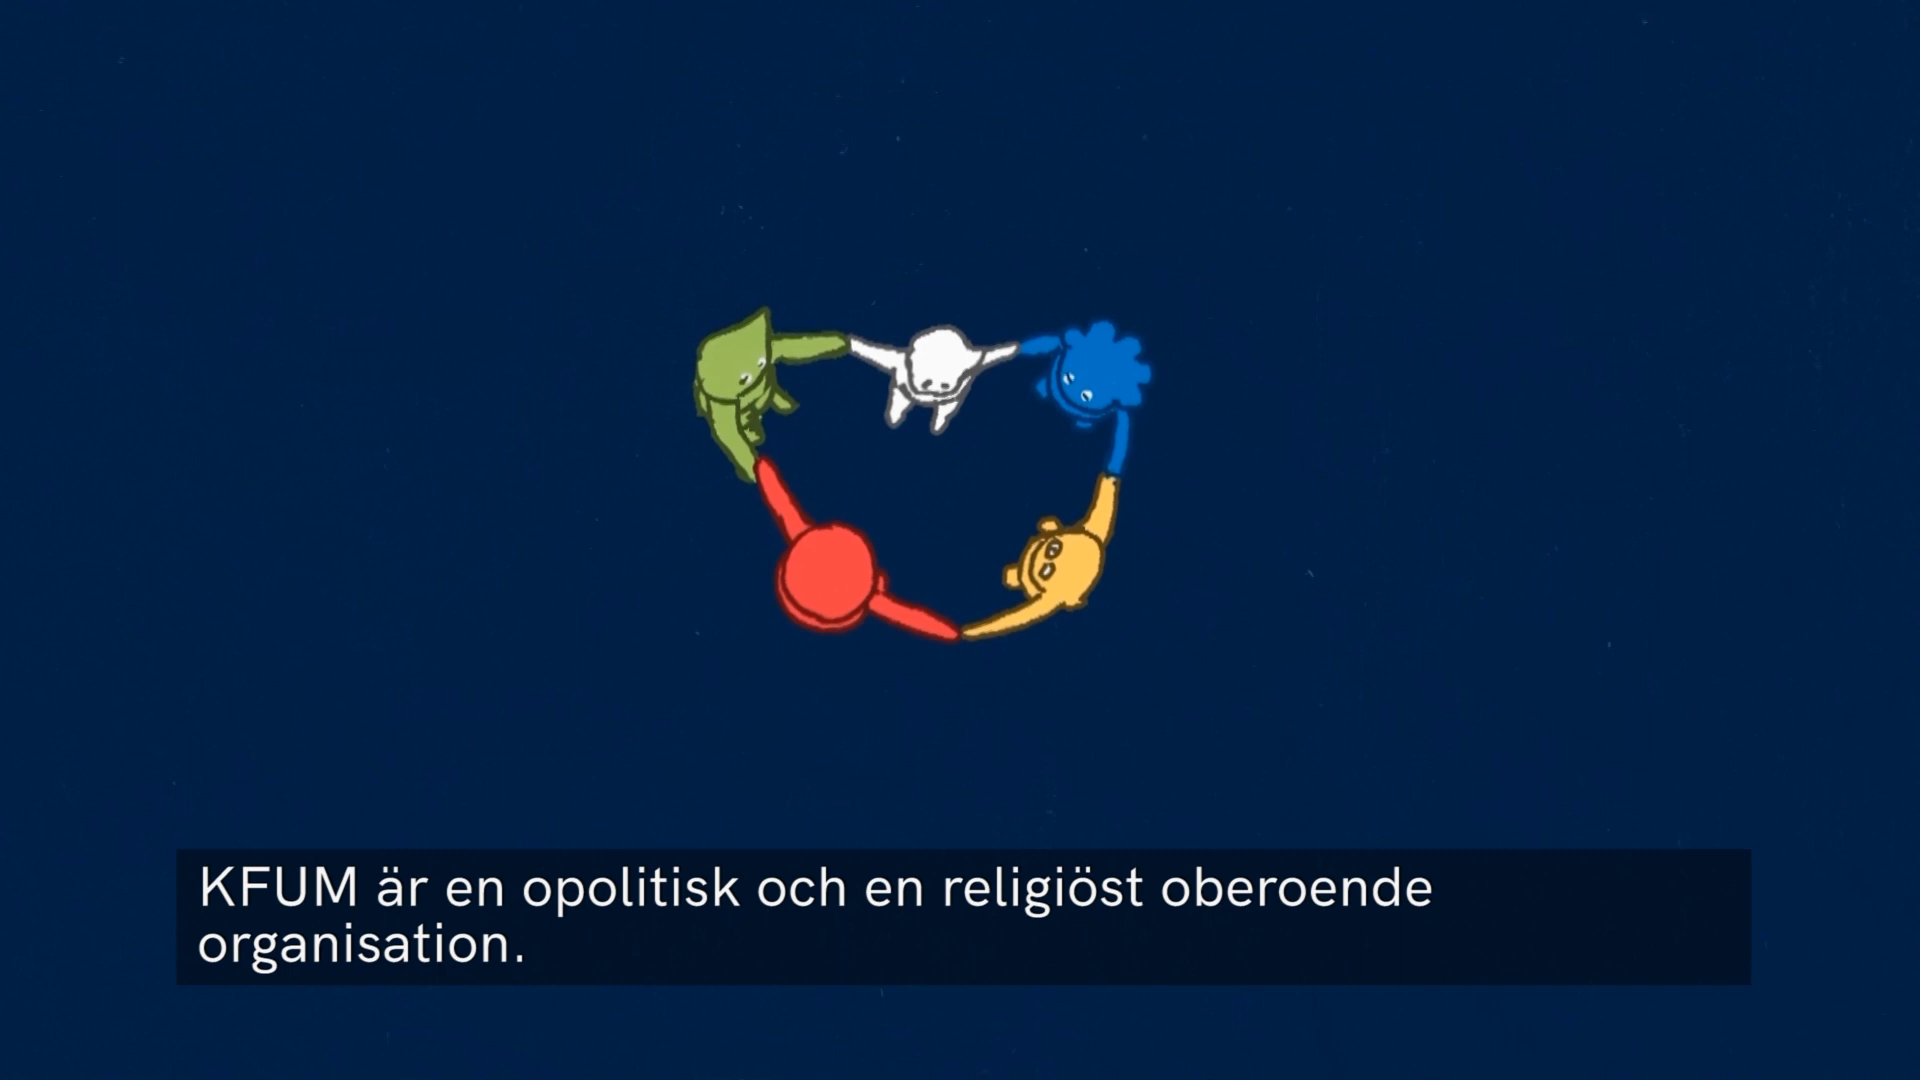 KFUM är en opolitisk och en religiöst oberoende
organisation.